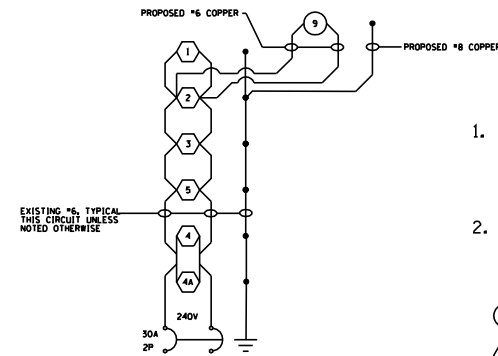 PROPOSED #6 COPPER
9
PROPOSED #8 COPPER
1
2
1.
3
5
EXISTING #6, TYPICAL
THIS CIRCUIT UNLESS
NOTED OTHERWISE
2.
4
4A
240V
30A
2P